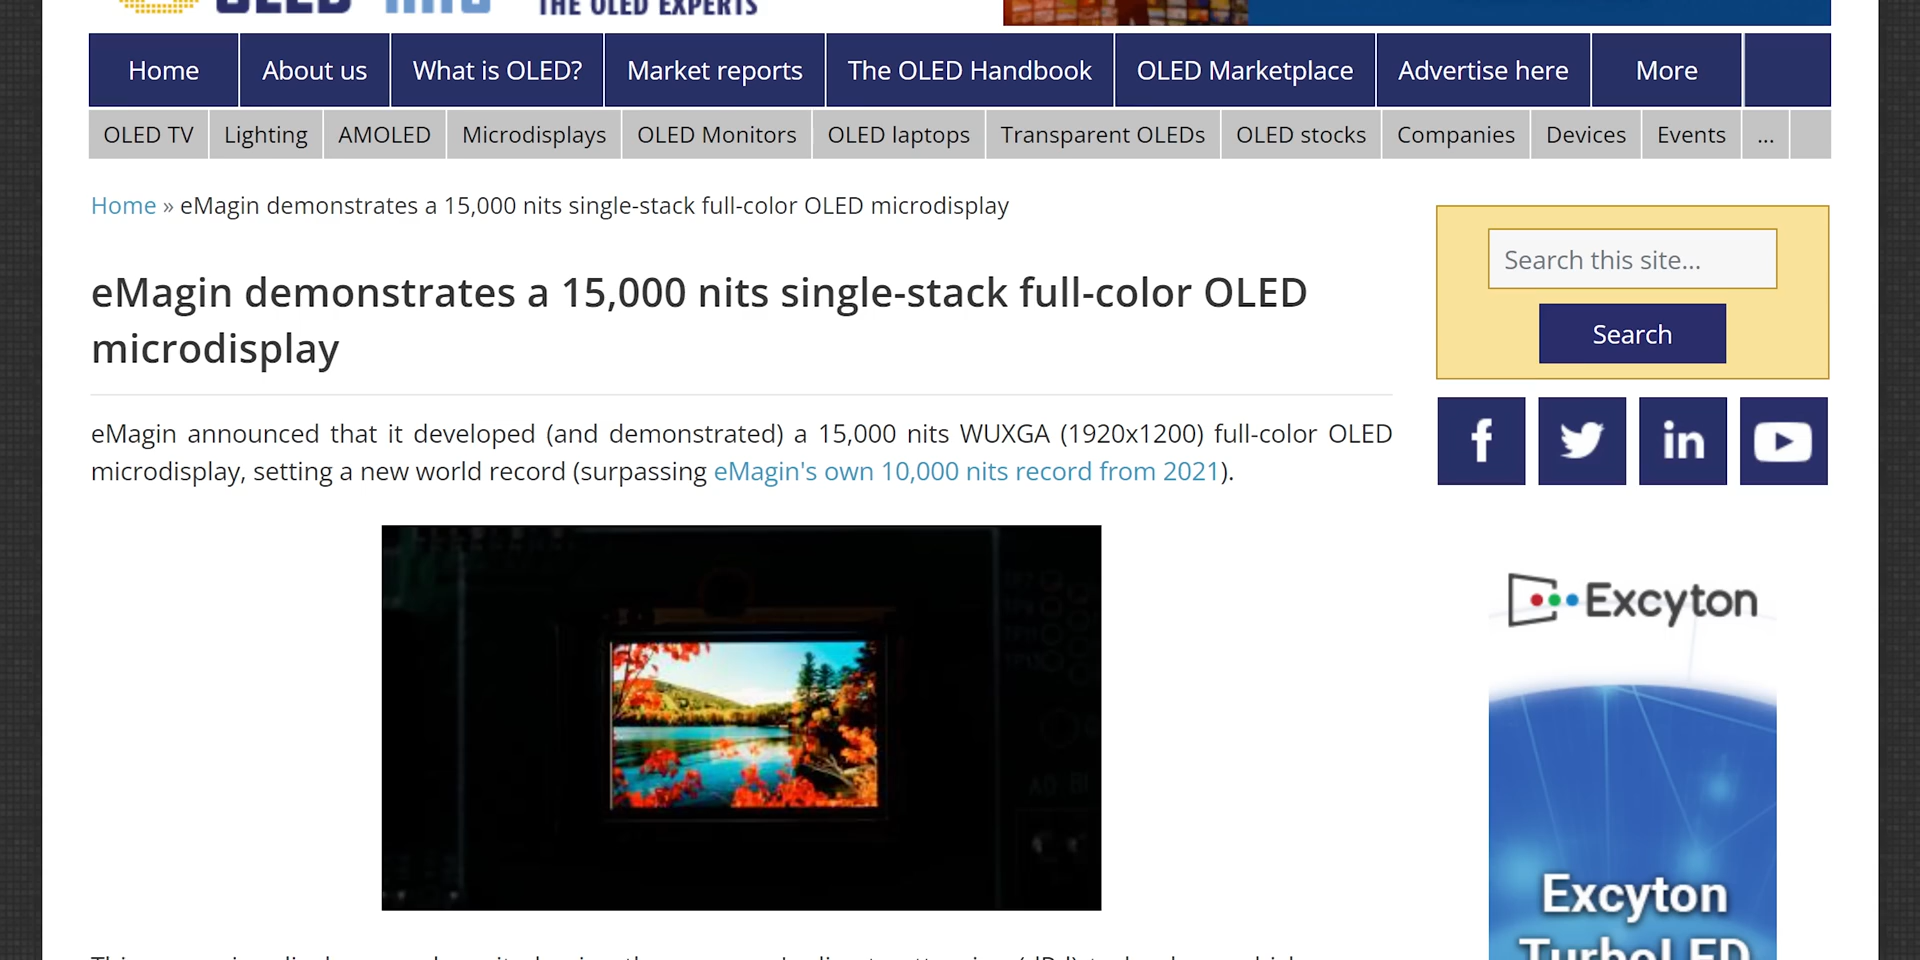 THE OLED EXPERTS
Home
About us
What is OLED?
Market reports
The OLED Handbook
OLED Marketplace
Advertise here
More
OLED TV
Lighting
AMOLED
Microdisplays
OLED Monitors
OLED laptops
Transparent OLEDs
OLED stocks
Companies
Devices
Events
...
Home » eMagin demonstrates a 15,000 nits single-stack full-color OLED microdisplay
eMagin demonstrates a 15,000 nits single-stack full-color OLED
microdisplay
eMagin announced that it developed (and demonstrated) a 15,000 nits WUXGA (1920x1200) full-color OLED
microdisplay, setting a new world record (surpassing eMagin's own 10,000 nits record from 2021).
Search this site...
Search
Excyton
Excyton
TurboLED